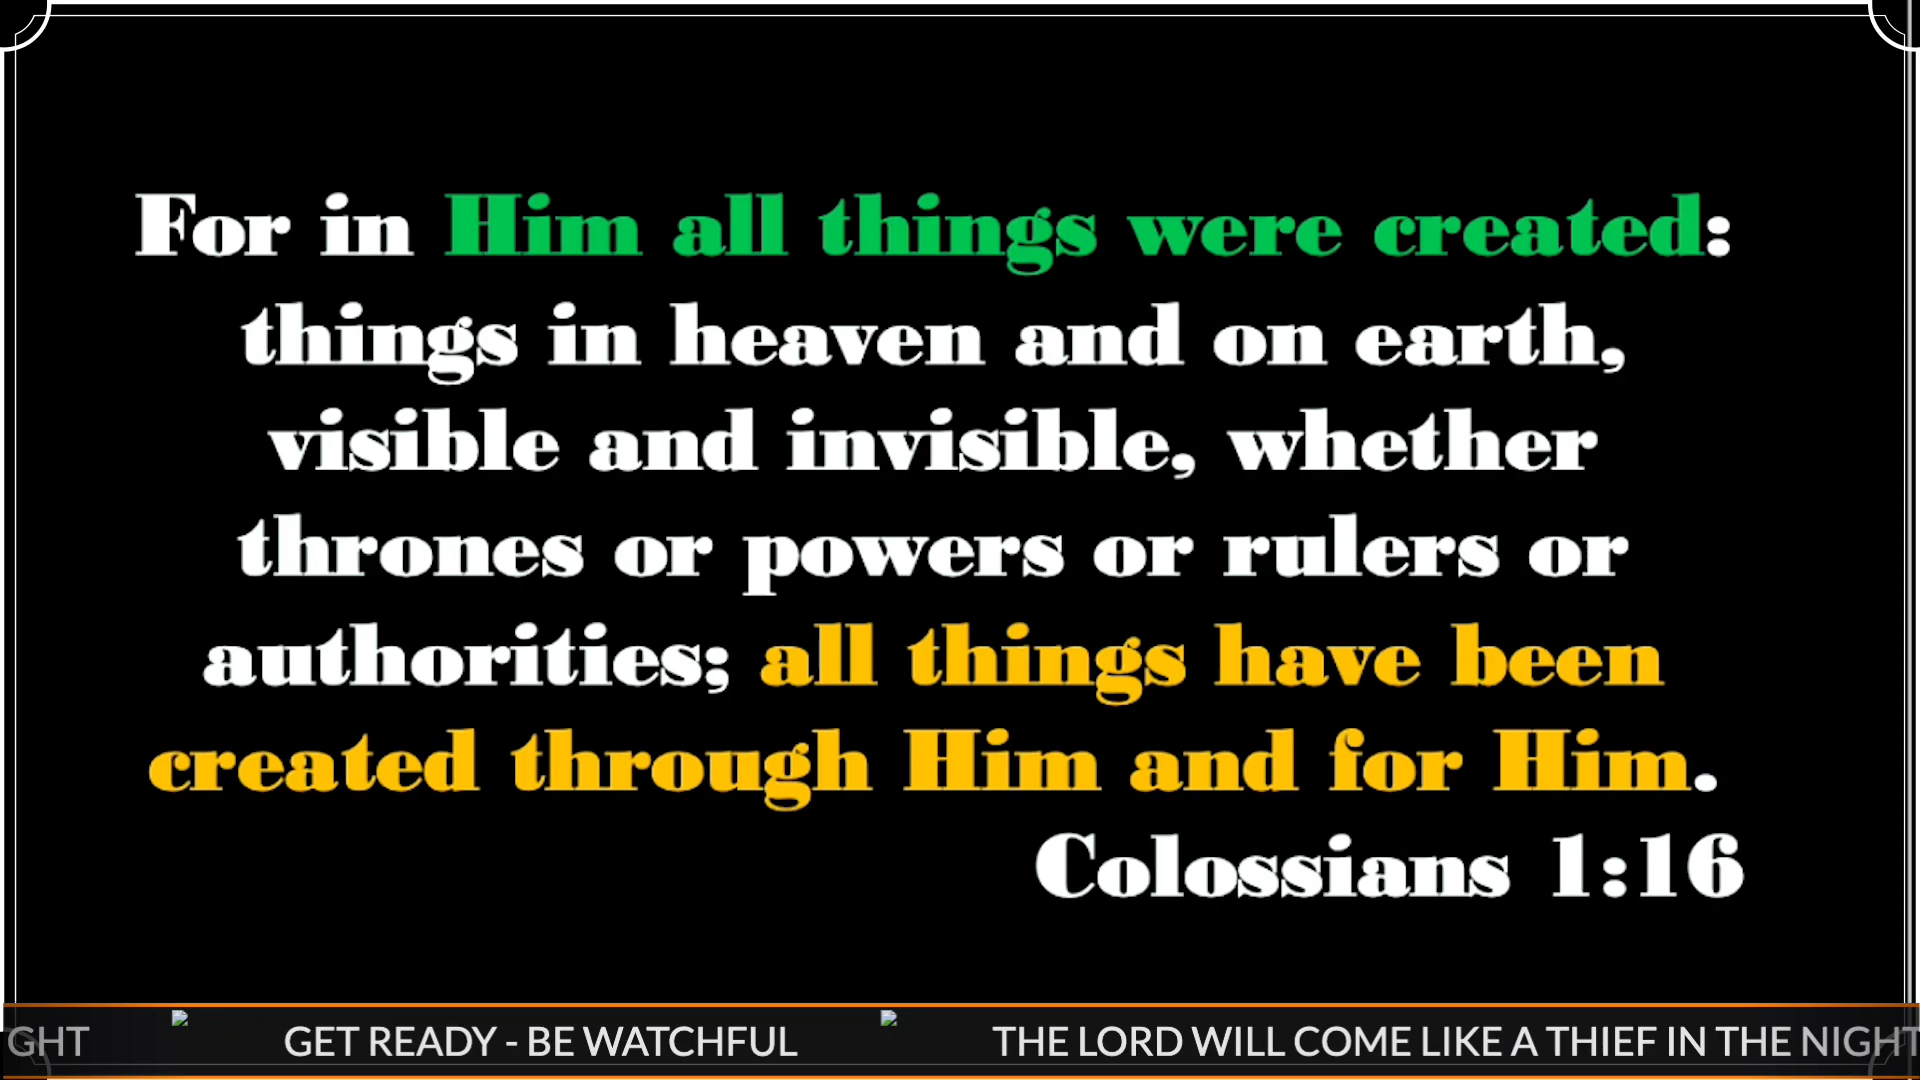 For in Him all things were created:
things in heaven and on earth,
visible and invisible, whether
thrones or powers or rulers or
authorities; all things have been
created through Him and for Him.
Colossians 1:16
GHT GET READY - BE WATCHFUL THE LORD WILL COME LIKE A THIEF IN THE NIGHT